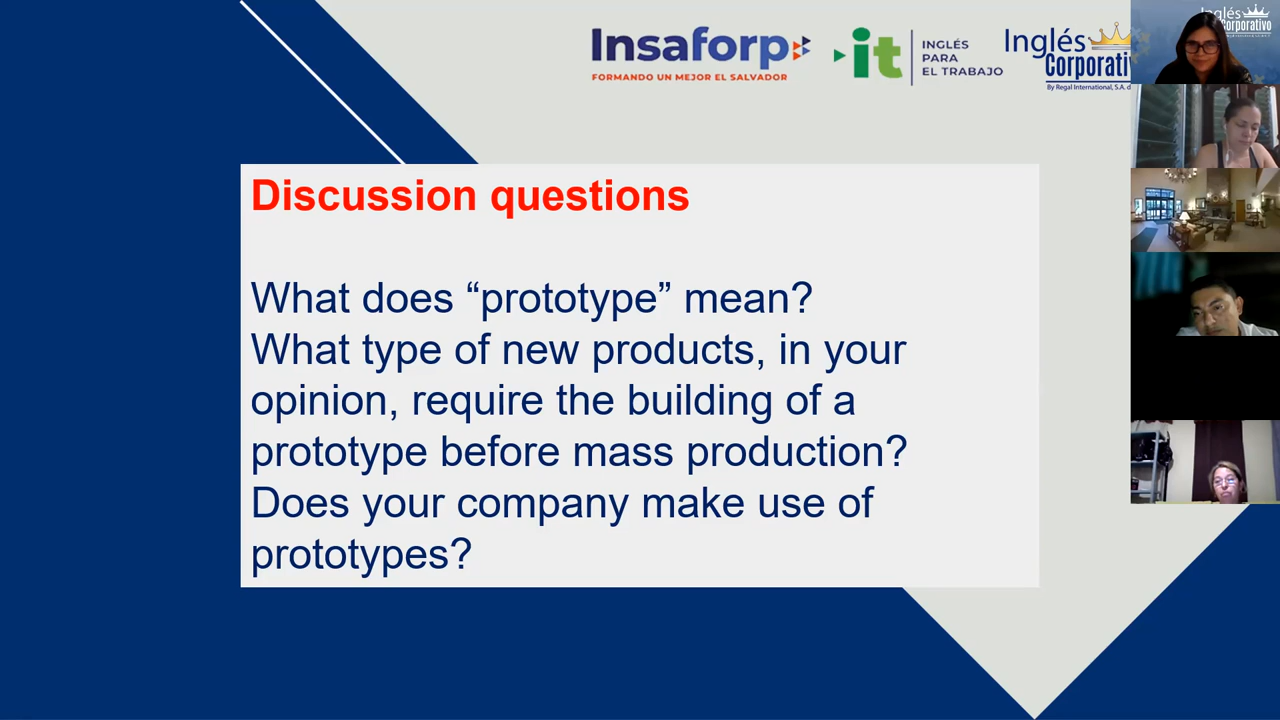 Insaforp
FORMANDO UN MEJOR EL SALVADOR
it
INGLÉS
PARA
EL TRABAJO
Inglés
Corporativ
By Regal International, S.A. d
Inglés
Corporativo
Discussion questions
What does “prototype” mean?
What type of new products, in your
opinion, require the building of a
prototype before mass production?
Does your company make use of
prototypes?